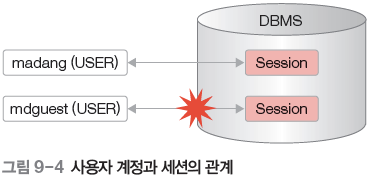 DBMS
madang (USER)
Session
mdguest (USER)
Session
그림 9-4 사용자 계정과 세션의 관계